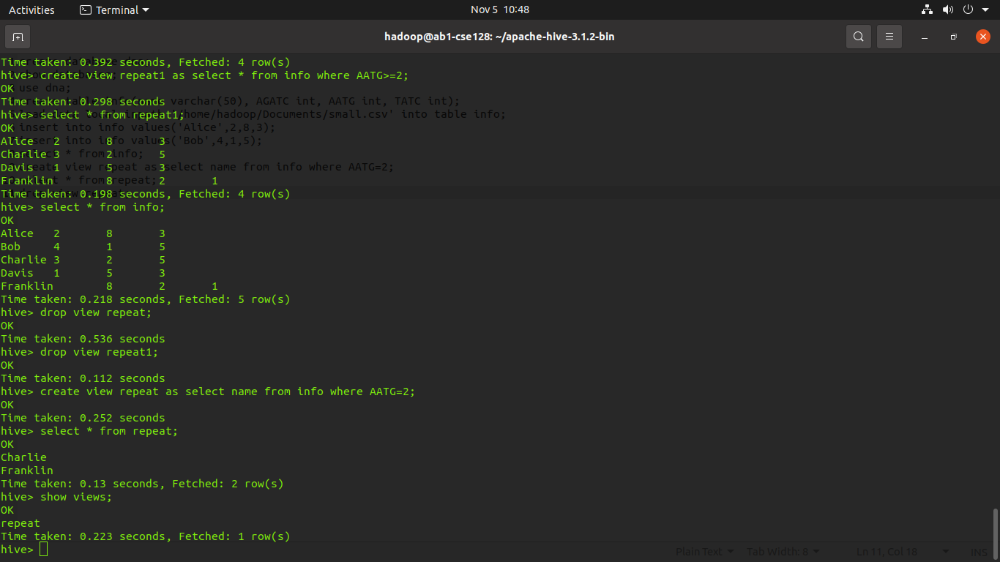 Activities
Terminal
Nov 5 10:48
hadoop@ab1-cse128: ~/apache-hive-3.1.2-bin
Time taken: 0.392 seconds, Fetched: 4 row(s)
hive> create view repeat1 as select * from info where AATG>=2;
OK
use dna;
Time taken: 0.298 seconds
varchar(50), AGATC int, AATG int, TATC int);
hive> select * from repeat1;
/home/hadoop/Documents/small.csv' into table info;
OK
insert into info values('Alice',2,8,3);
Alice 2 8 3
into info values('Bob',4,1,5);
Charlie 3 2 5
* from info;
Davis 1 5 3
view repeat as select name from info where AATG=2;
Franklin 8 2 1
* from repeat;
Time taken: 0.198 seconds, Fetched: 4 row(s)
hive> select * from info;
OK
Alice 2 8 3
Bob 4 1 5
Charlie 3 2 5
Davis 1 5 3
Franklin 8 2 1
Time taken: 0.218 seconds, Fetched: 5 row(s)
hive> drop view repeat;
OK
Time taken: 0.536 seconds
hive> drop view repeat1;
OK
Time taken: 0.112 seconds
hive> create view repeat as select name from info where AATG=2;
OK
Time taken: 0.252 seconds
hive> select * from repeat;
OK
Charlie
Franklin
Time taken: 0.13 seconds, Fetched: 2 row(s)
hive> show views;
OK
repeat
Time taken: 0.223 seconds, Fetched: 1 row(s)
hive>
Plain Text Tab Width: 8 Ln 11, Col 18 INS